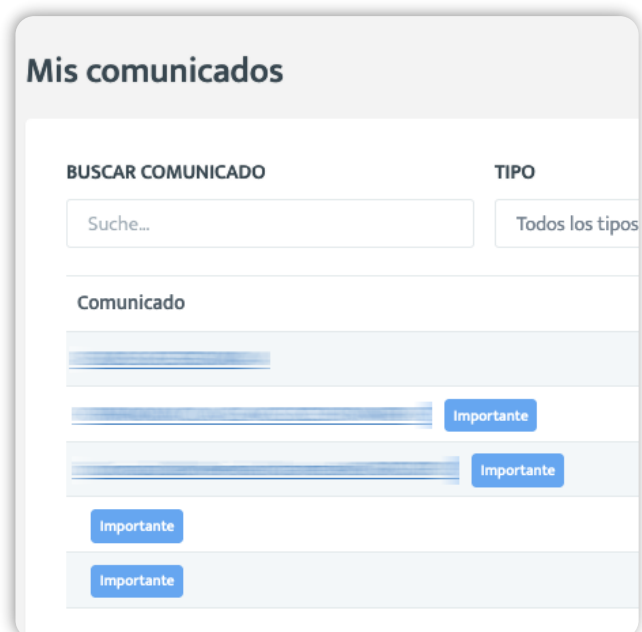 Mis comunicados
BUSCAR COMUNICADO
TIPO
Suche...
Todos los tipos
Comunicado
Importante
Importante
Importante
Importante